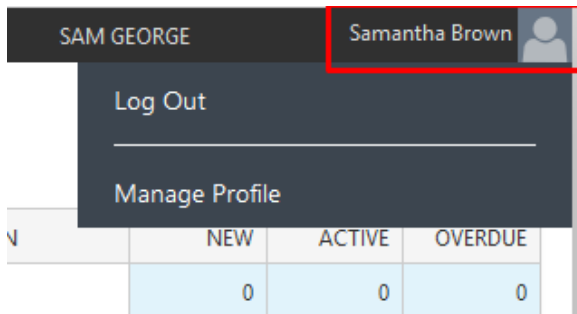 SAM GEORGE Samantha Brown
Log Out
Manage Profile
N NEW ACTIVE OVERDUE
0 0 0